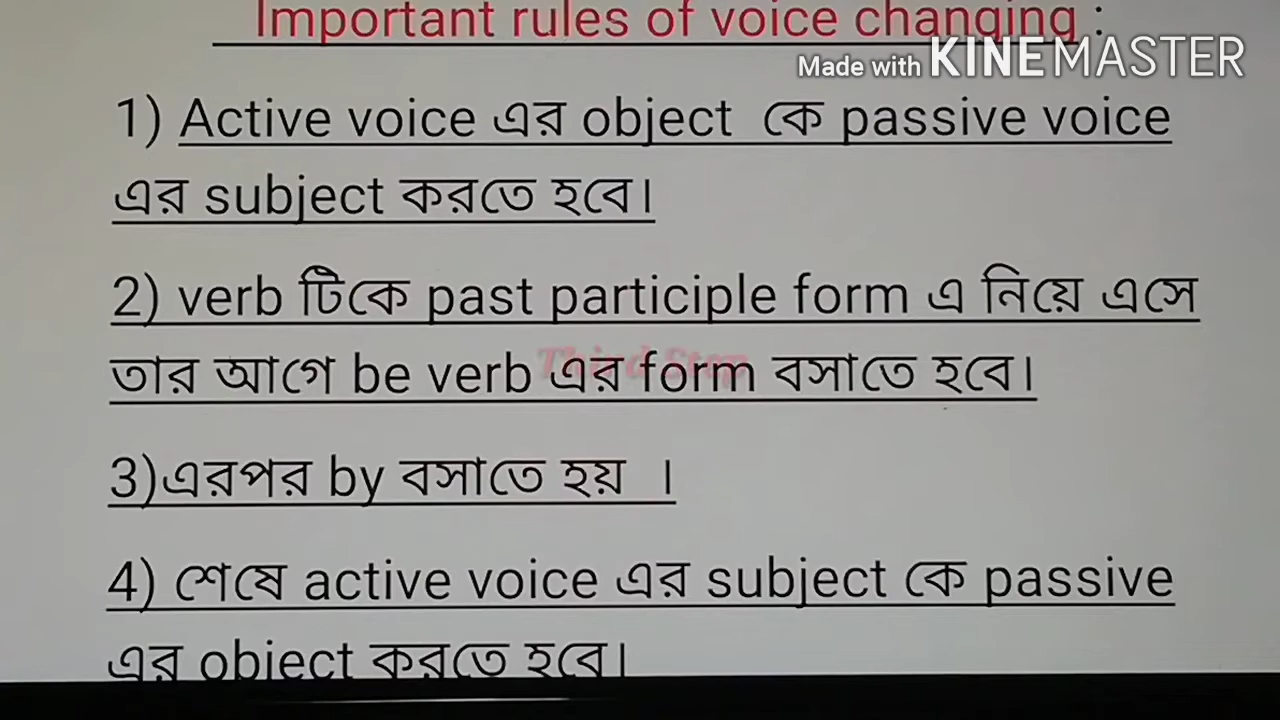 Important rules of voice changing :
Made with KINEMASTER
1) Active voice এর object কে passive voice
এর subject করতে হবে।
2) verb টিকে past participle form এ নিয়ে এসে
Third Step
তার আগে be verb এর form বসাতে হবে।
3)এরপর by বসাতে হয় ।
4) শেষে active voice এর subject কে passive
এর object করতে হবে।